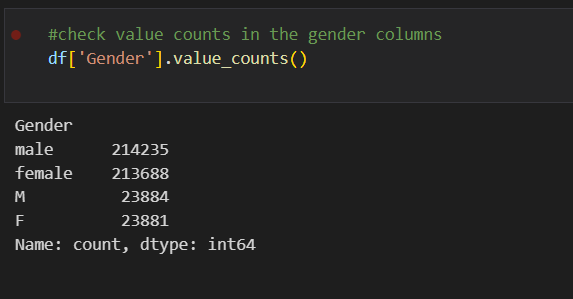 #check value counts in the gender columns
df['Gender'].value_counts()
Gender
male      214235
female    213688
M          23884
F          23881
Name: count, dtype: int64